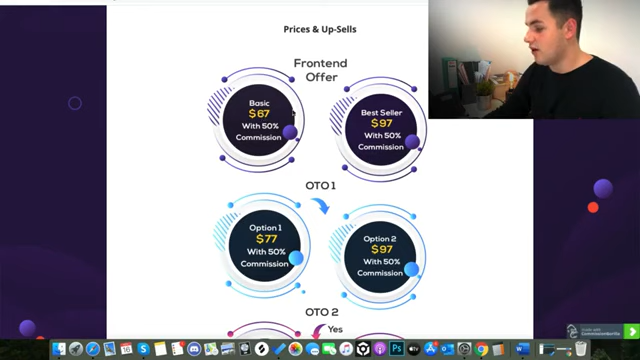 Prices & Up-Sells
Frontend
Offer
Basic
$67
With 50%
Commission
Best Seller
$97
With 50%
Commission
OTO 1
Option 1
$77
With 50%
Commission
Option 2
$97
With 50%
Commission
OTO 2
Yes